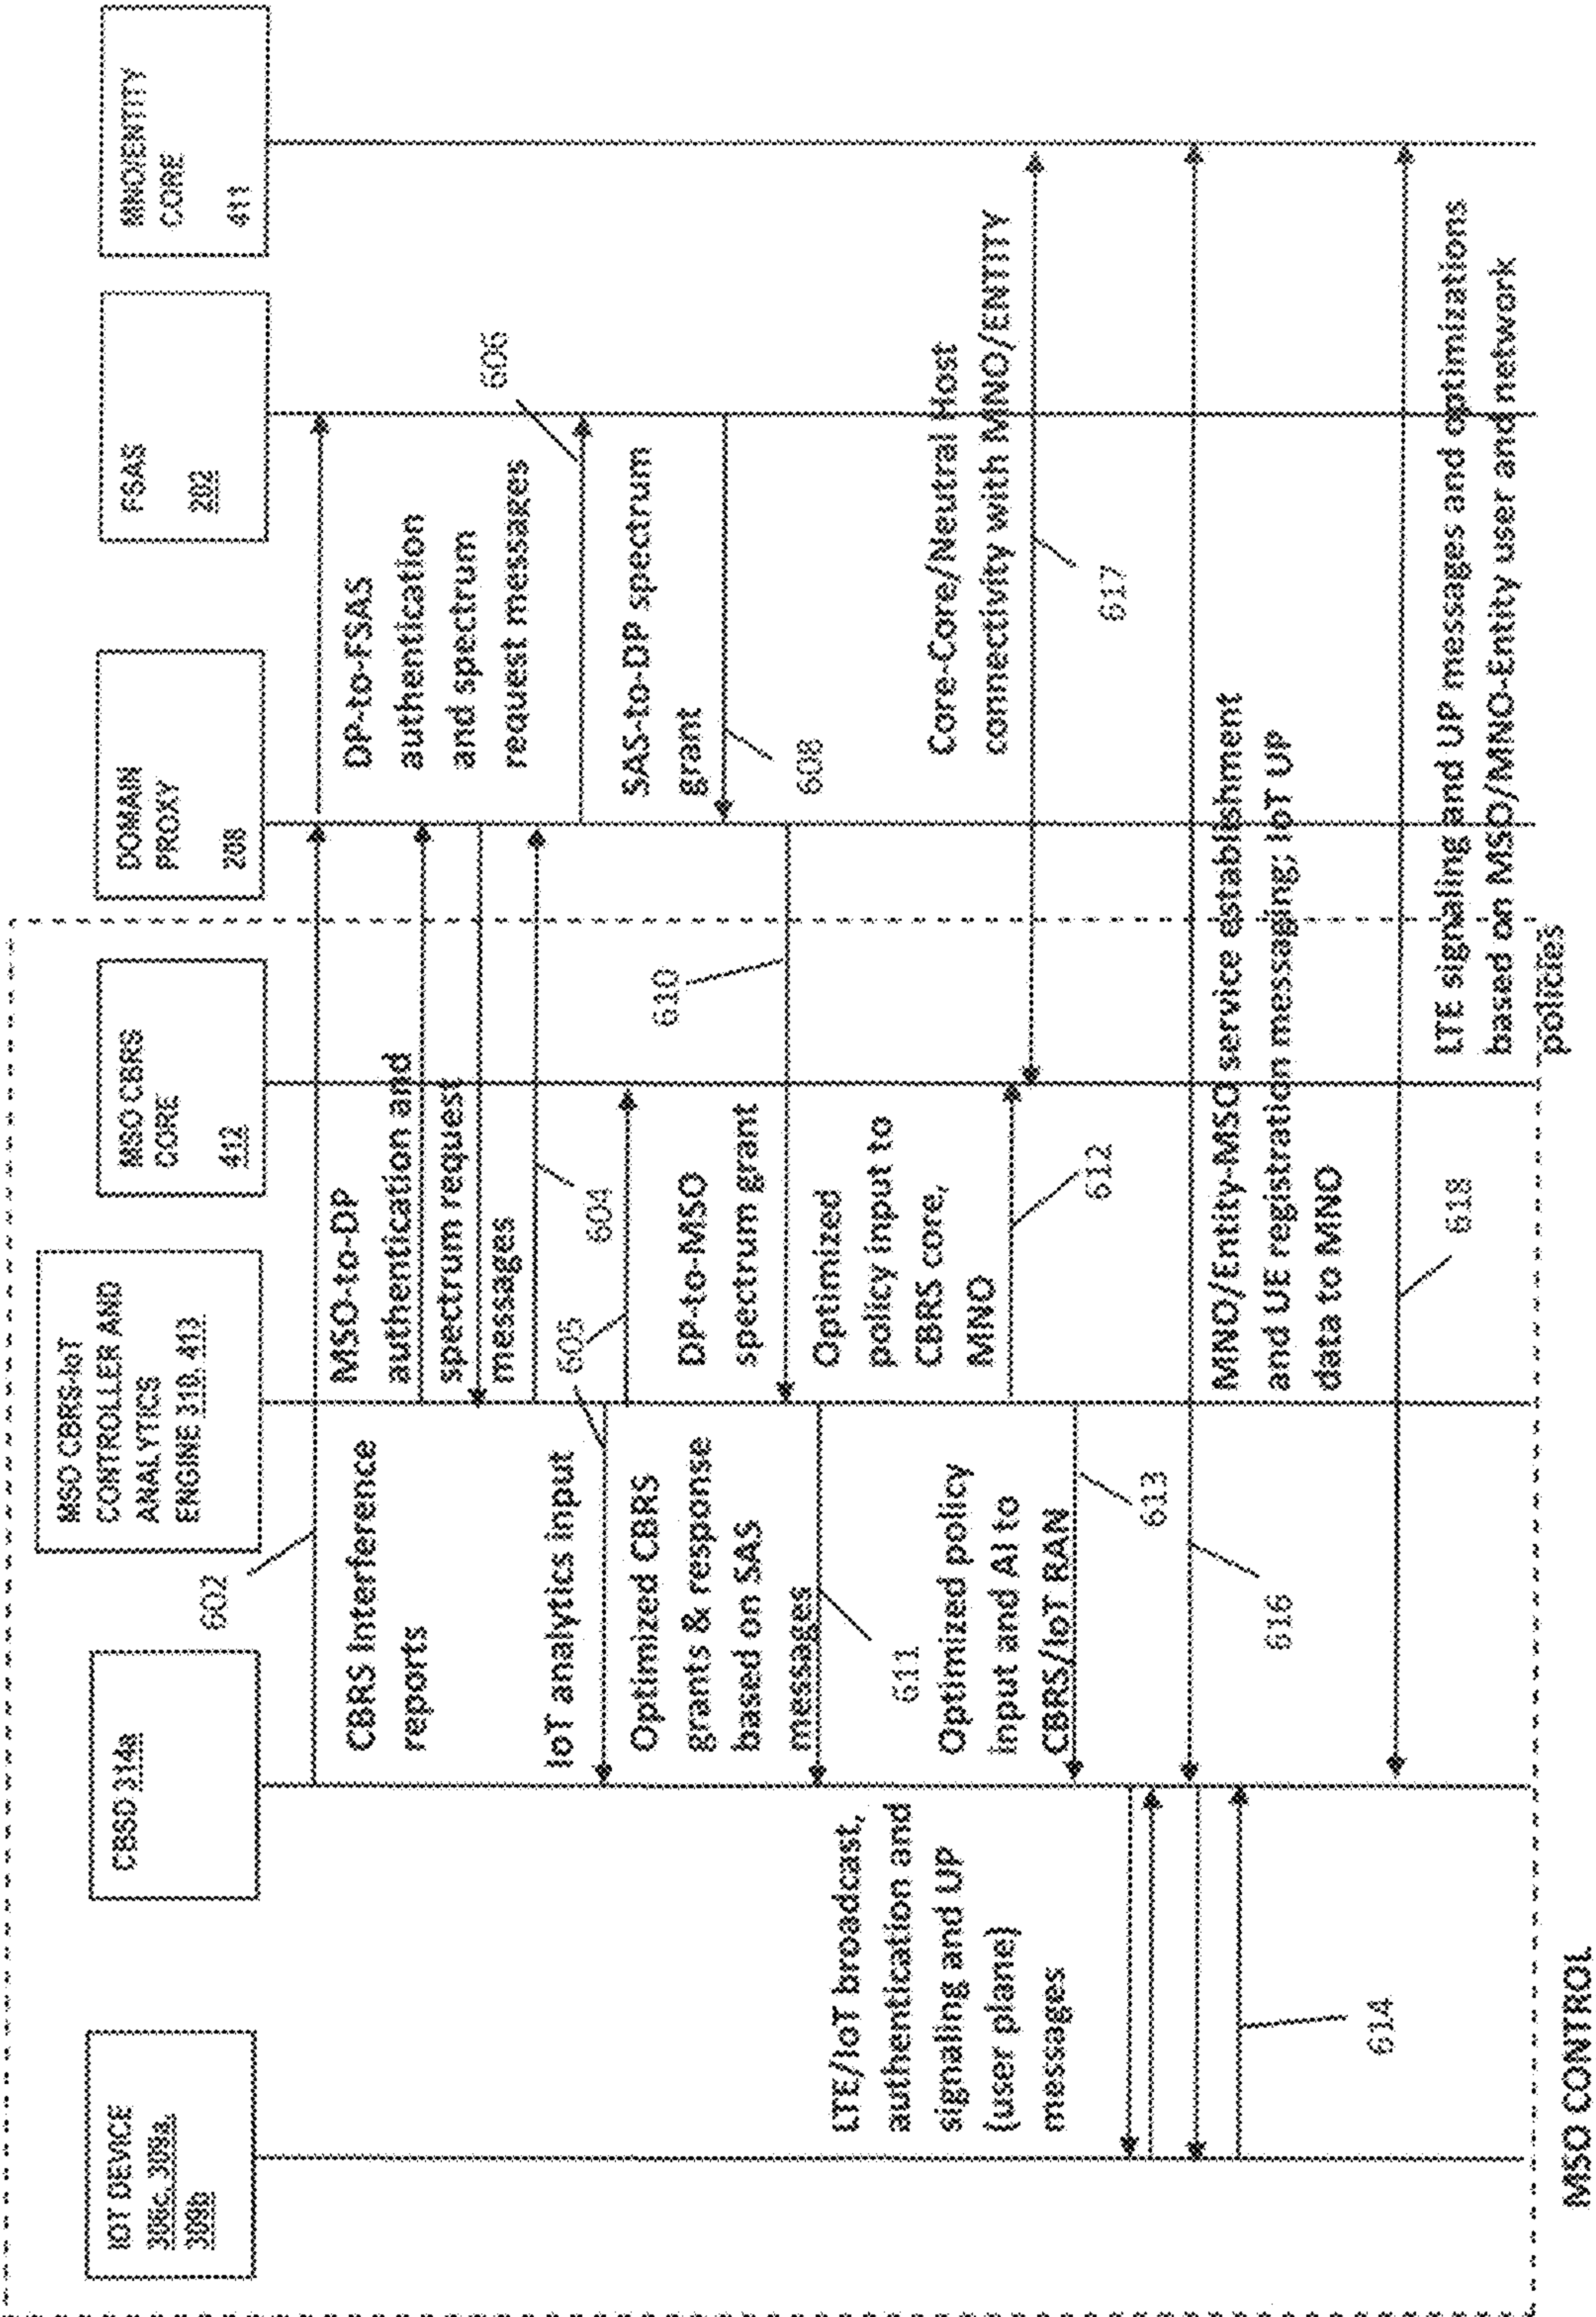 IOT DEVICE
306c, 309a,
309b
CBSD 314a
MSO CBRS-IoT
CONTROLLER AND
ANALYTICS
ENGINE 310, 413
MSO CBRS
CORE
412
DOMAIN
PROXY
208
FSAS
202
MNO/ENTITY
CORE
411
602
CBRS Interference
reports
MSO-to-DP
authentication and
spectrum request
messages
604
DP-to-FSAS
authentication
and spectrum
request messages
606
IoT analytics input
605
SAS-to-DP spectrum
grant
608
DP-to-MSO
spectrum grant
610
Optimized CBRS
grants & response
based on SAS
messages
611
Optimized
policy input to
CBRS core,
MNO
612
Optimized policy
input and AI to
CBRS/IoT RAN
613
Core-Core/Neutral Host
connectivity with MNO/ENTITY
617
LTE/IoT broadcast,
authentication and
signaling and UP
(user plane)
messages
614
616
MNO/Entity-MSO service establishment
and UE registration messaging; IoT UP
data to MNO
618
LTE signaling and UP messages and optimizations
based on MSO/MNO-Entity user and network
policies
MSO CONTROL